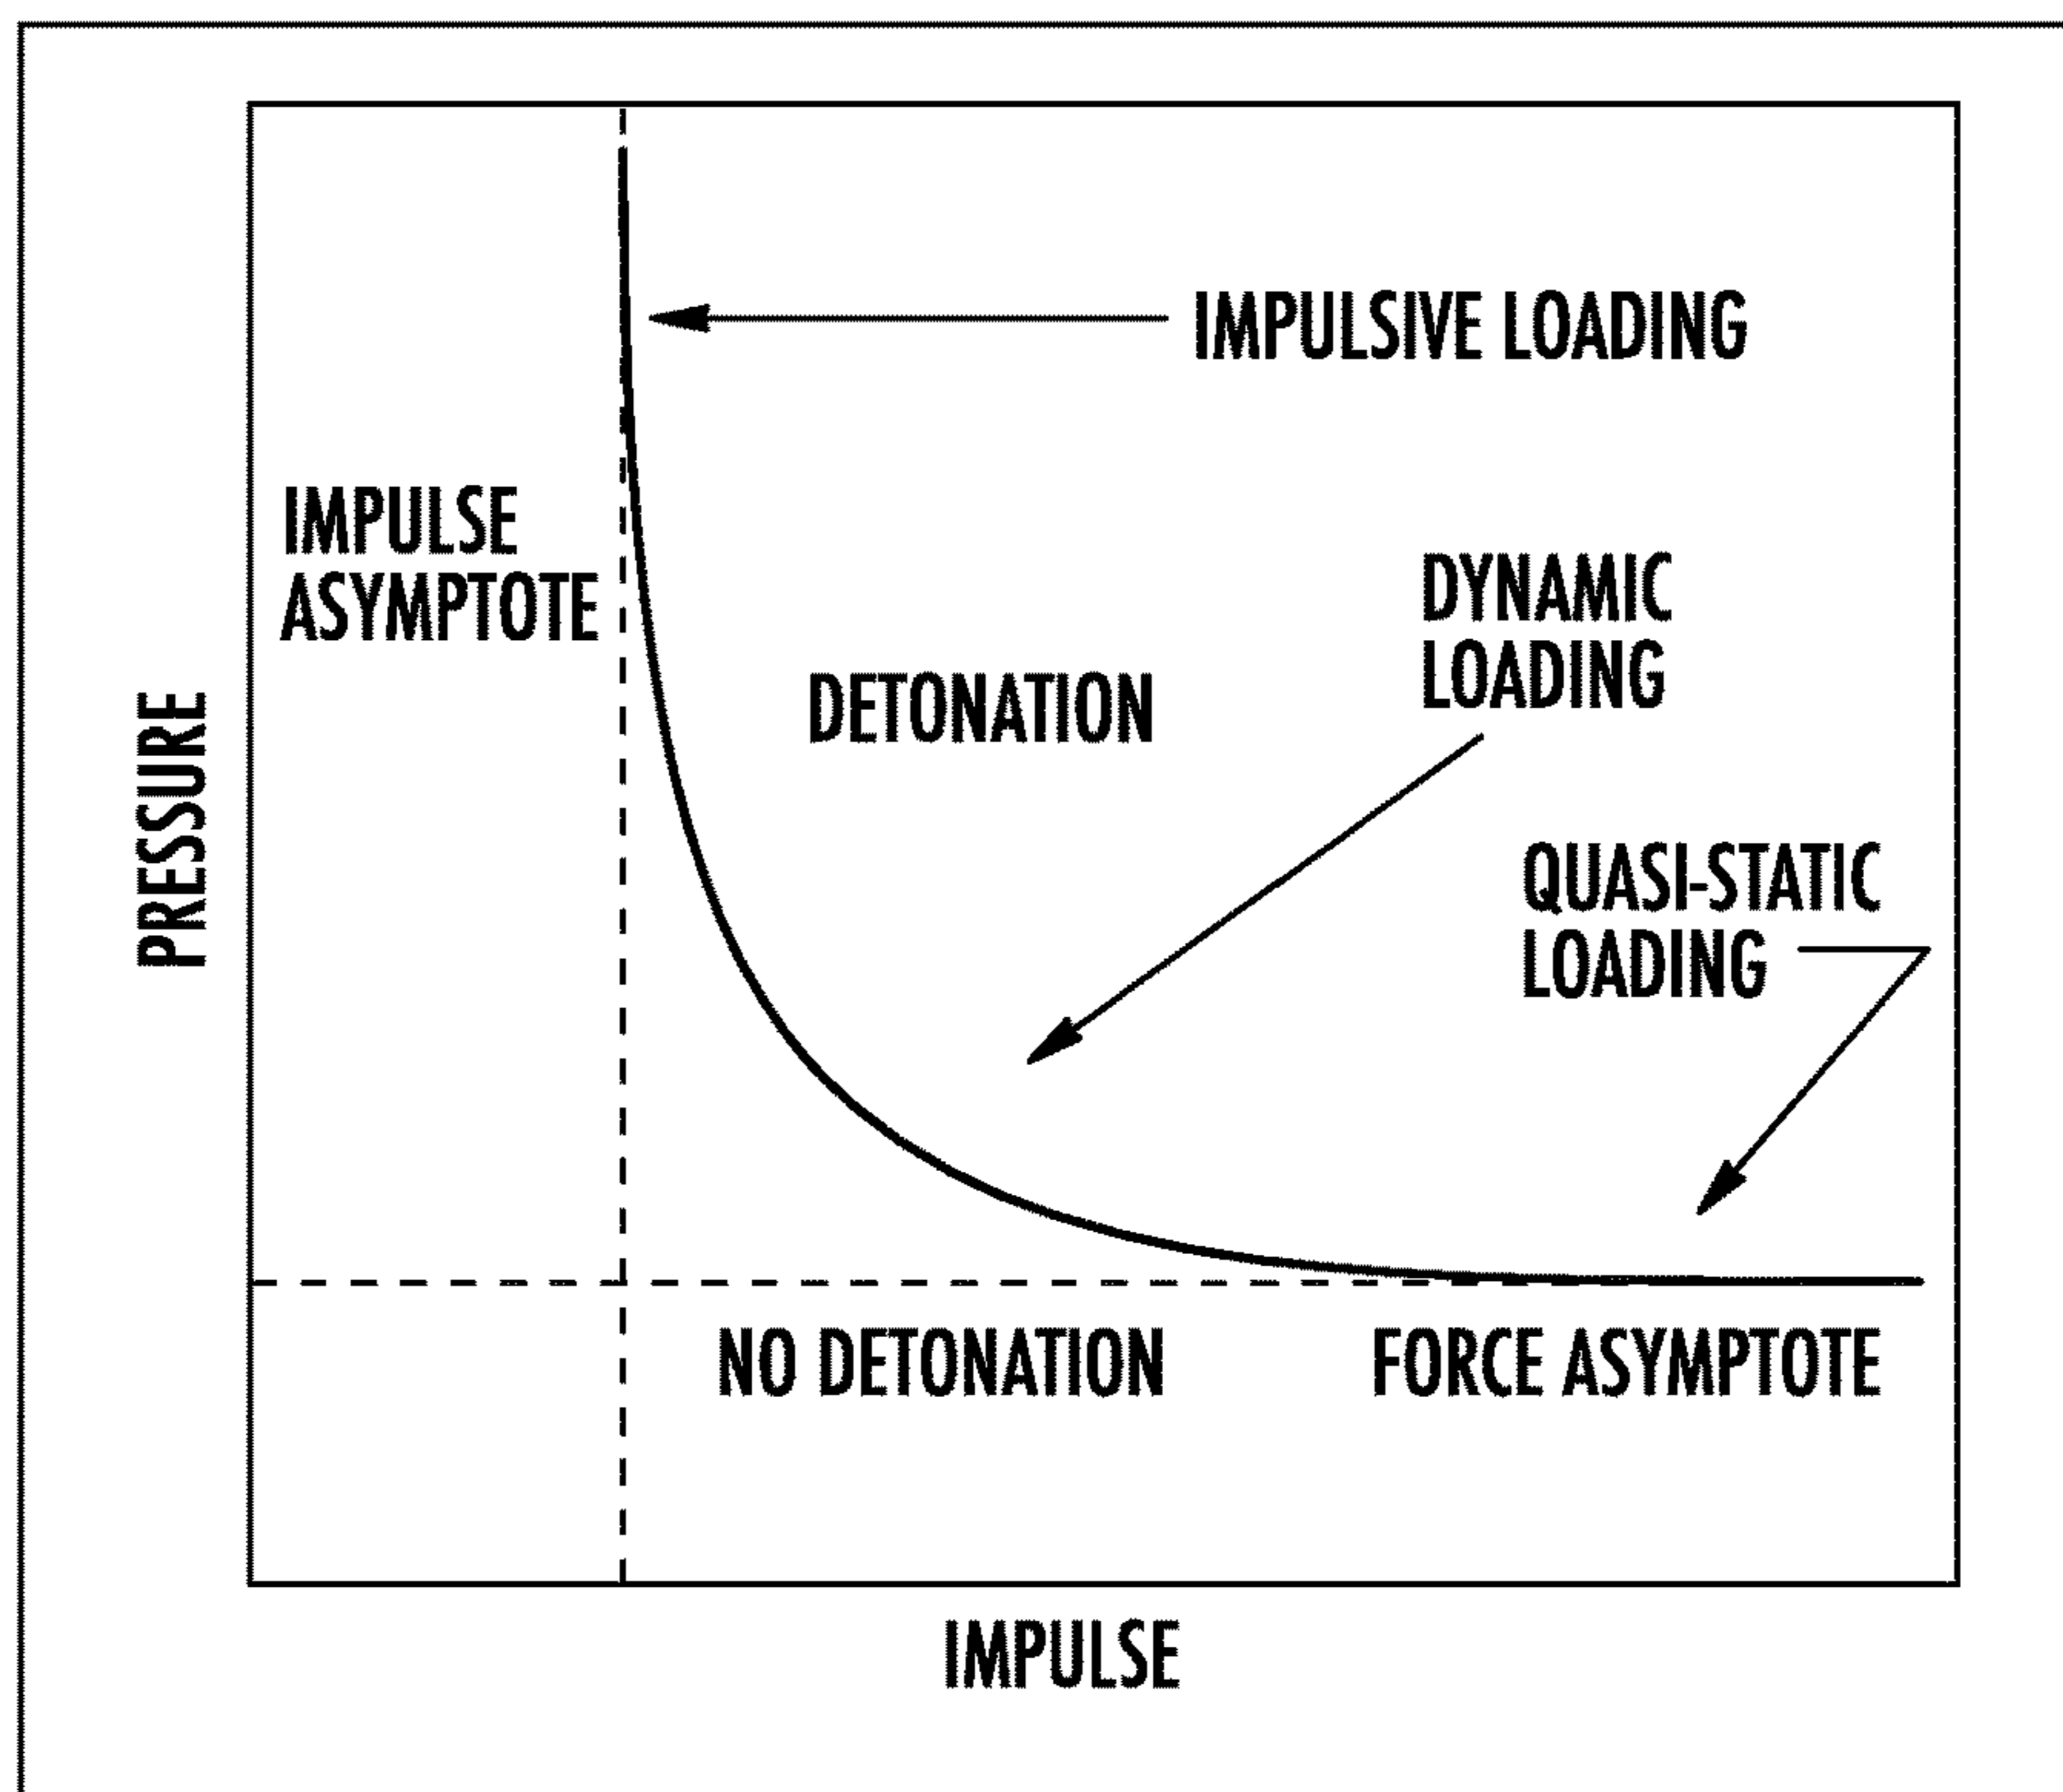 IMPULSIVE LOADING
IMPULSE
ASYMPTOTE
DYNAMIC
LOADING
DETONATION
PRESSURE
QUASI-STATIC
LOADING
NO DETONATION
FORCE ASYMPTOTE
IMPULSE